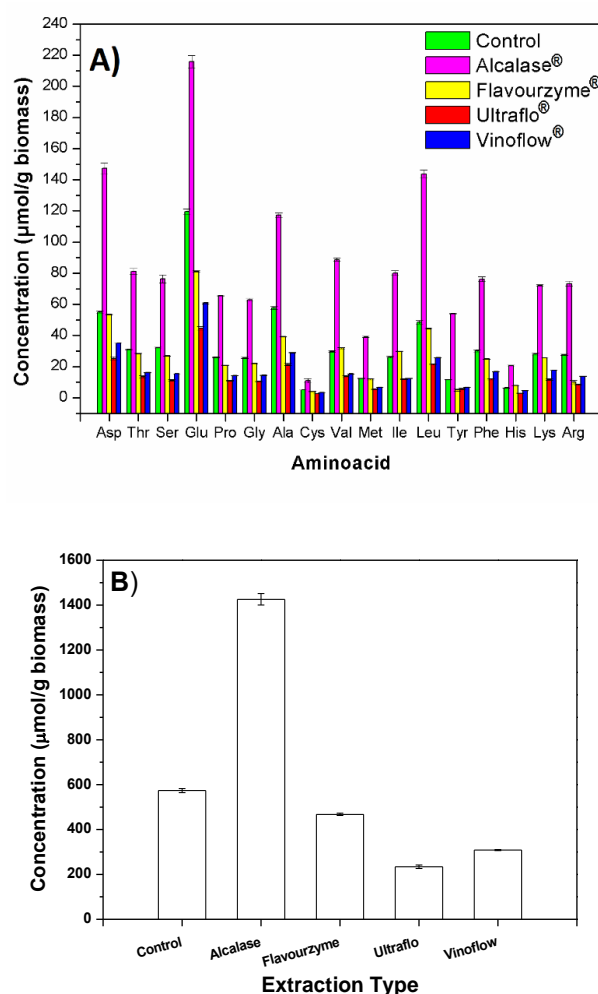 A)
Control
Alcalase®
Flavourzyme®
Ultraflo®
Vinoflow®
Concentration (µmol/g biomass)
240
220
200
180
160
140
120
100
80
60
40
20
0
Asp Thr Ser Glu Pro Gly Ala Cys Val Met Ile Leu Tyr Phe His Lys Arg
Aminoacid
B)
Concentration (µmol/g biomass)
1600
1400
1200
1000
800
600
400
200
0
Control Alcalase Flavourzyme Ultraflo Vinoflow
Extraction Type